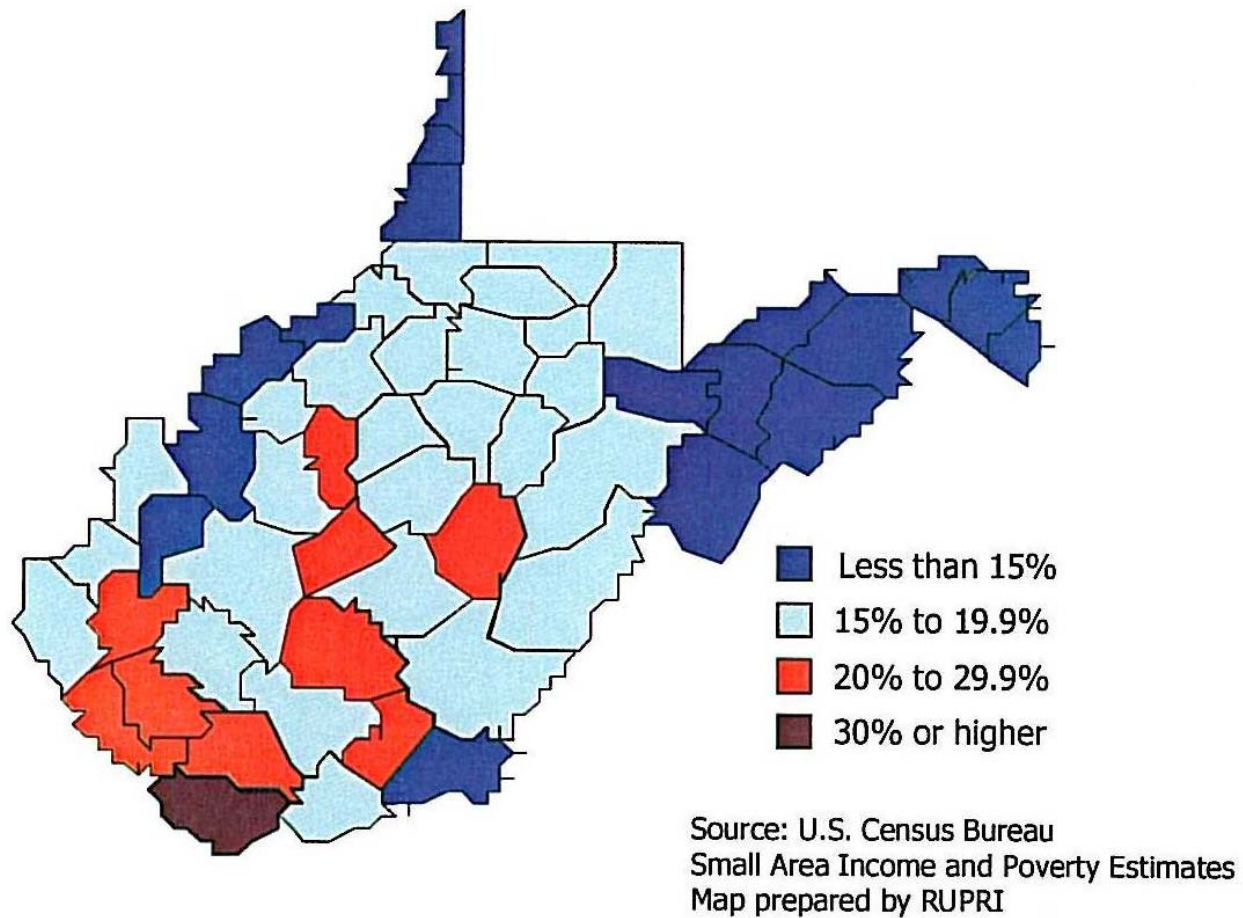 Less than 15%
15% to 19.9%
20% to 29.9%
30% or higher
Source: U.S. Census Bureau
Small Area Income and Poverty Estimates
Map prepared by RUPRI